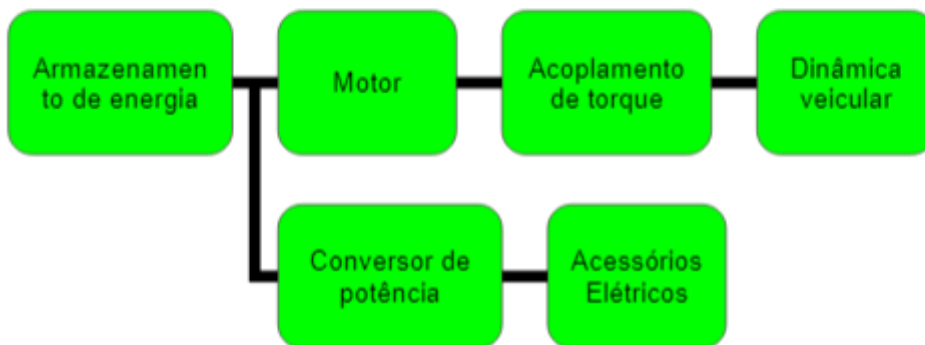 Armazenamen
to de energia
Motor
Acoplamento
de torque
Dinâmica
veicular
Conversor de
potência
Acessórios
Elétricos